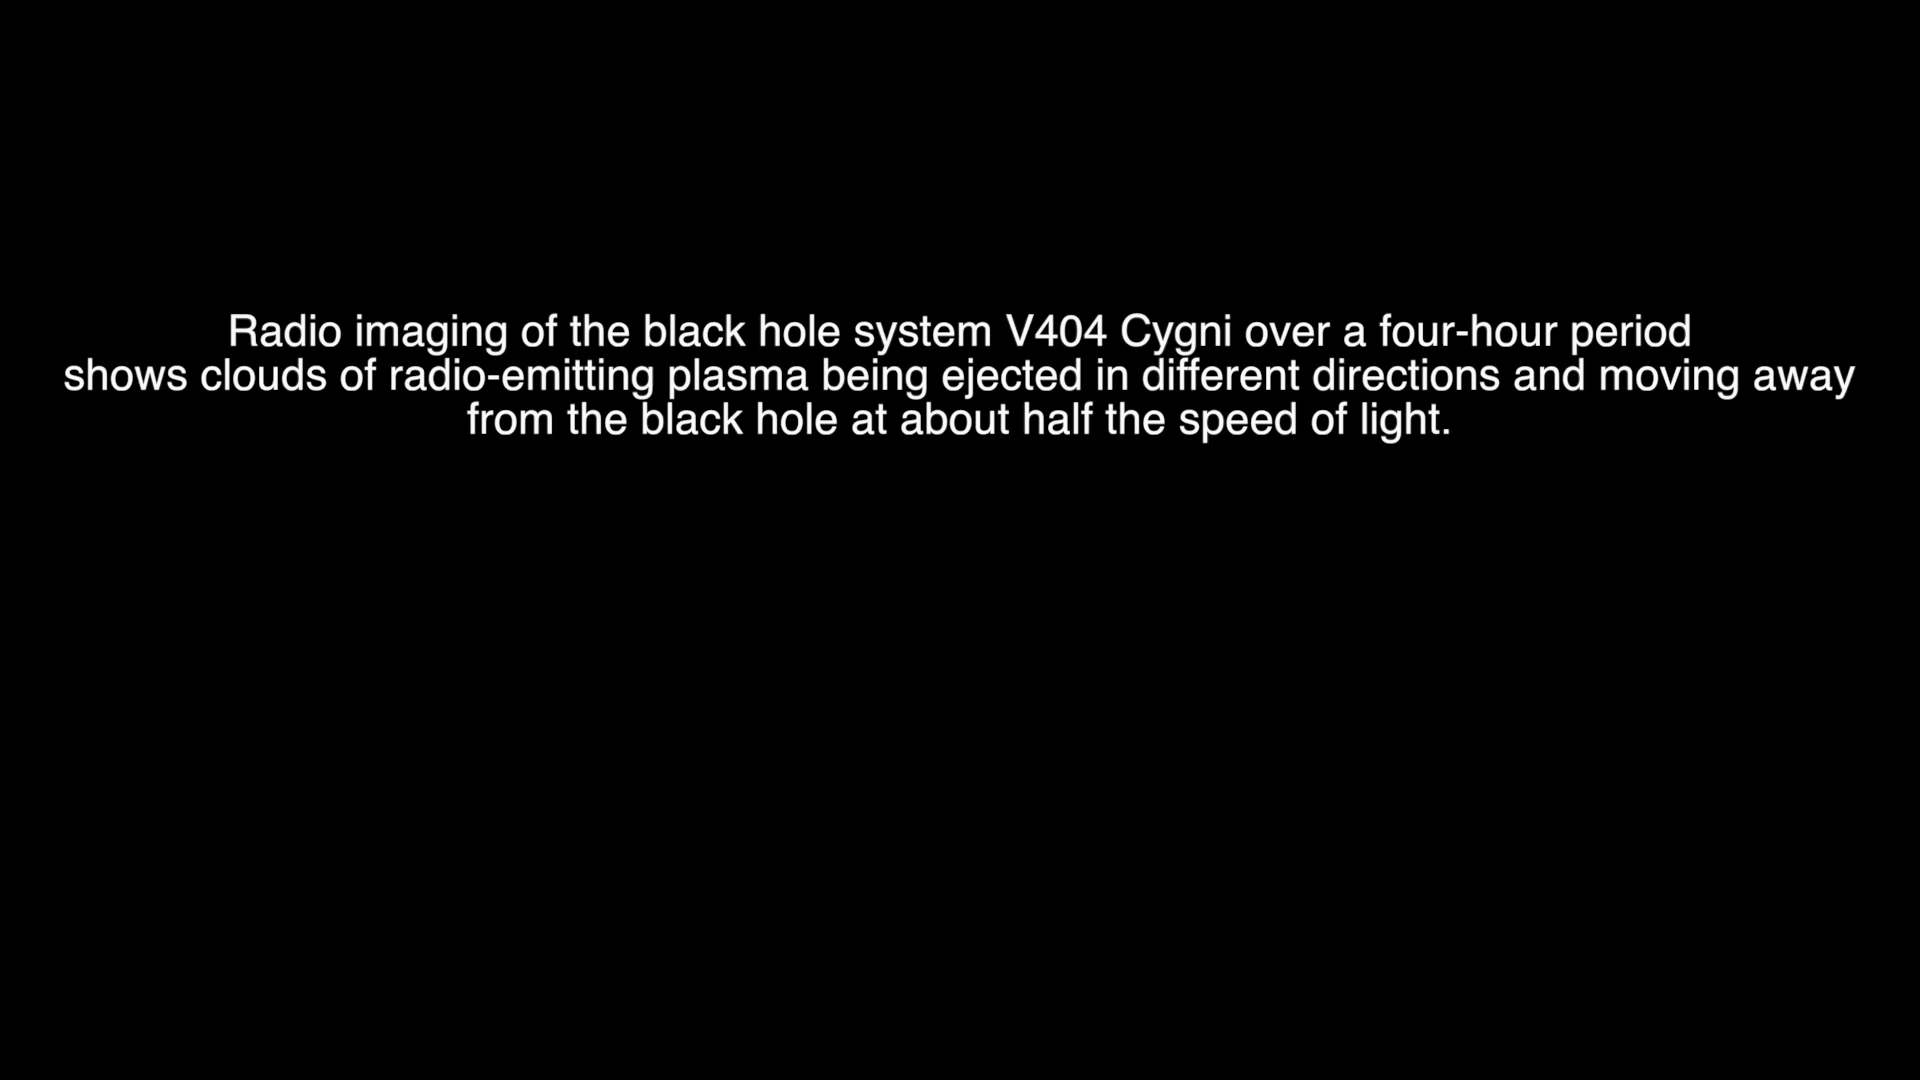 Radio imaging of the black hole system V404 Cygni over a four-hour period
shows clouds of radio-emitting plasma being ejected in different directions and moving away
from the black hole at about half the speed of light.